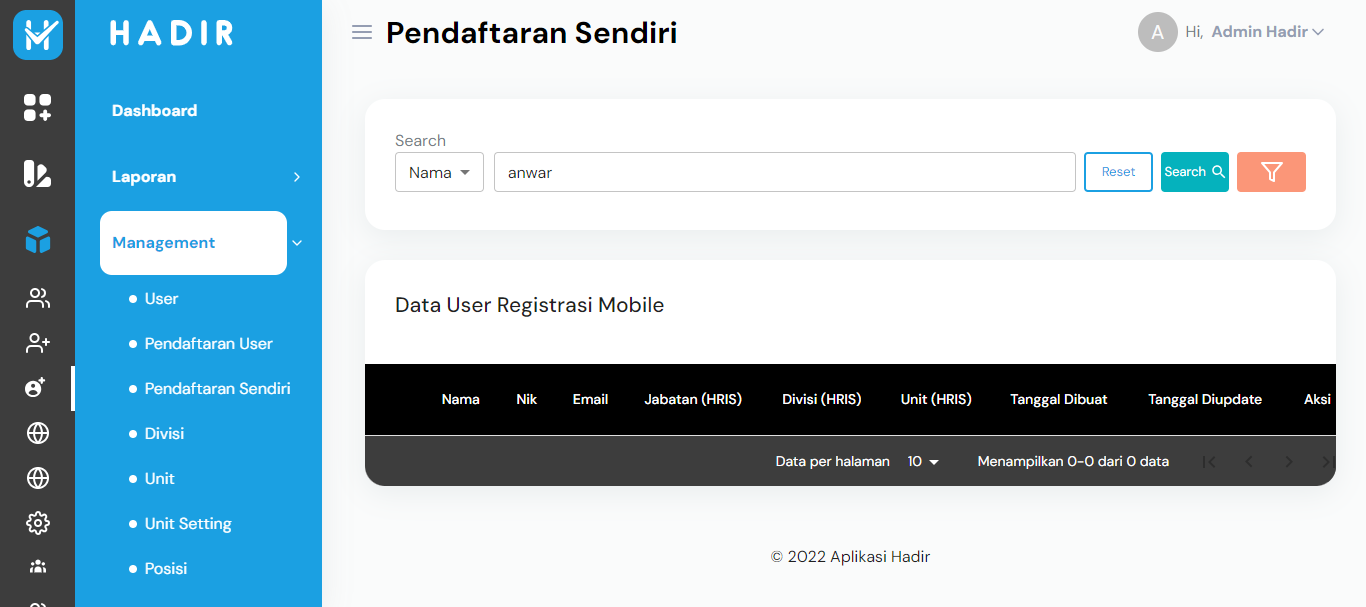 HADIR
Pendaftaran Sendiri
A Hi, Admin Hadir
Dashboard
Laporan
Management
User
Pendaftaran User
Pendaftaran Sendiri
Divisi
Unit
Unit Setting
Posisi
Search
Nama anwar Reset Search
Data User Registrasi Mobile
Nama Nik Email Jabatan (HRIS) Divisi (HRIS) Unit (HRIS) Tanggal Dibuat Tanggal Diupdate Aksi
Data per halaman 10 Menampilkan 0-0 dari 0 data
© 2022 Aplikasi Hadir